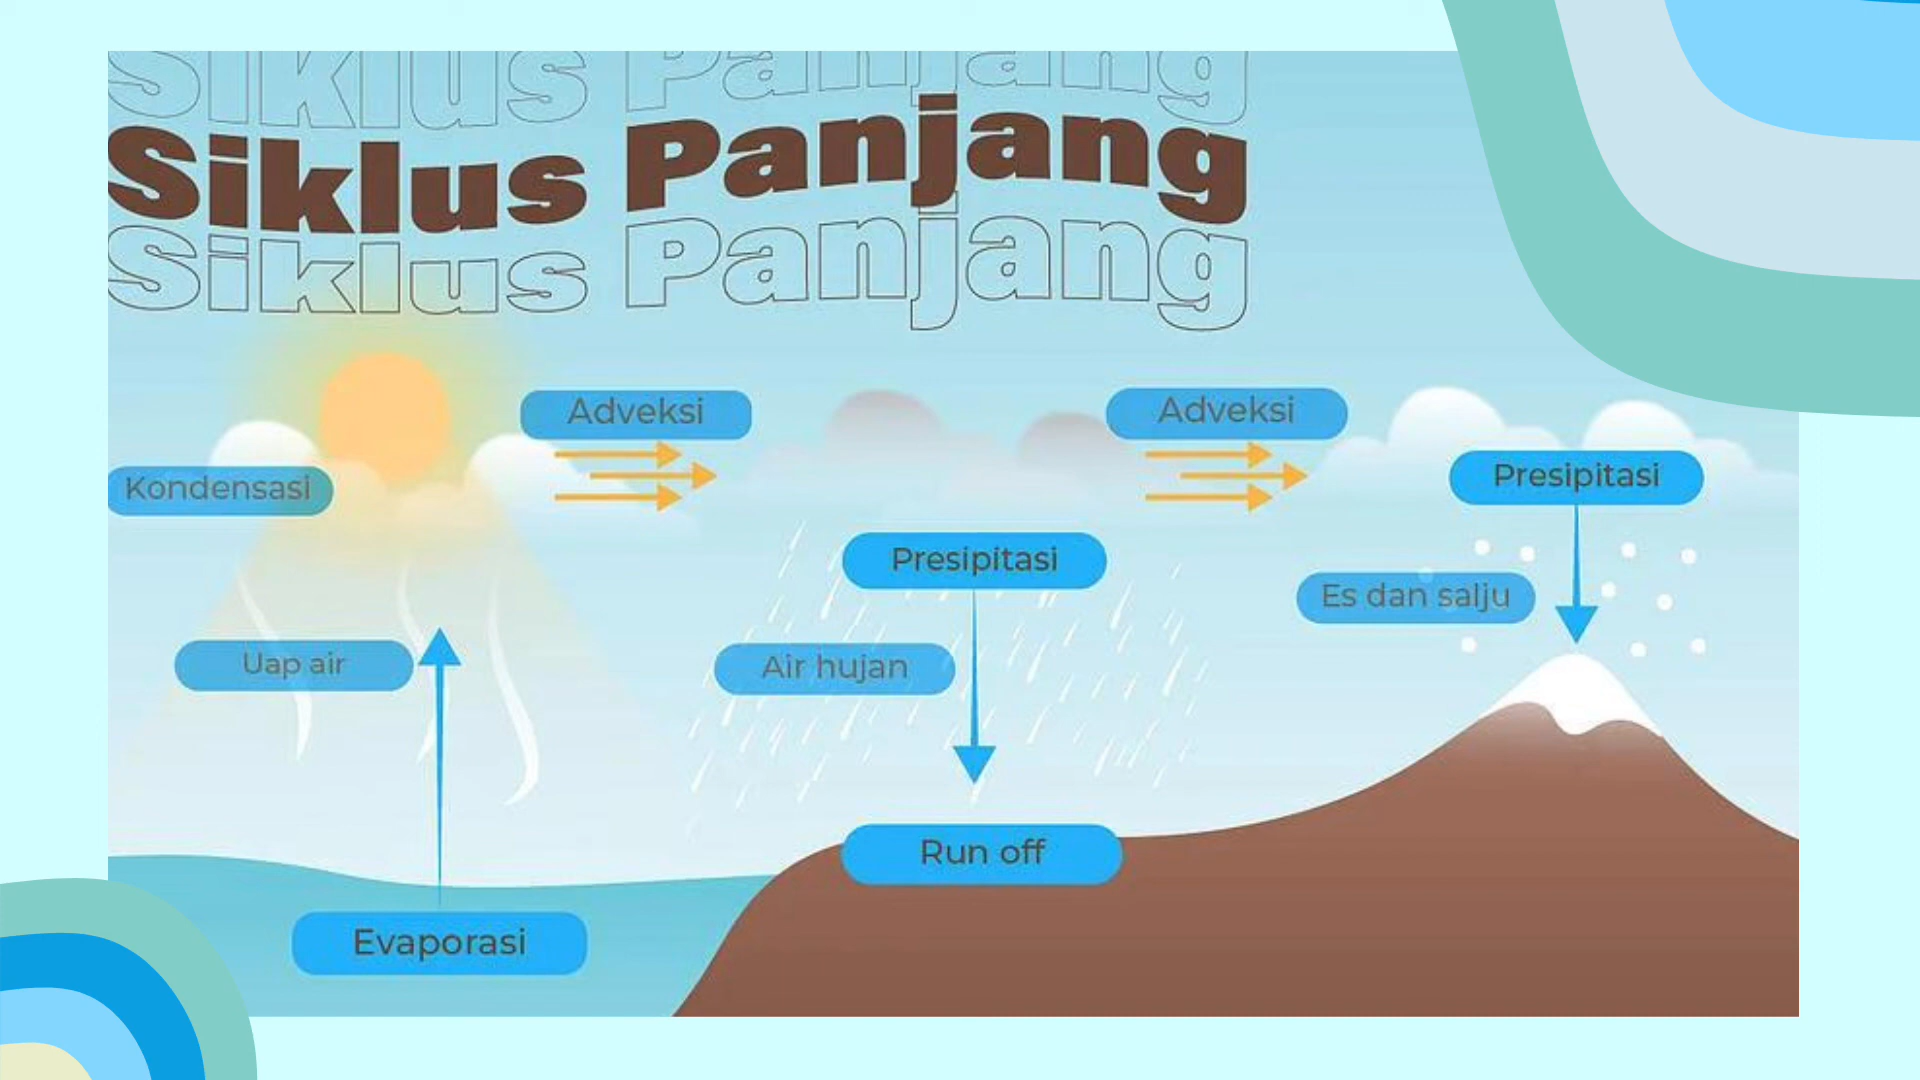 Siklus Panjang
Siklus Panjang
Siklus Panjang
Adveksi
Adveksi
Kondensasi
Presipitasi
Presipitasi
Es dan salju
Uap air
Air hujan
Run off
Evaporasi